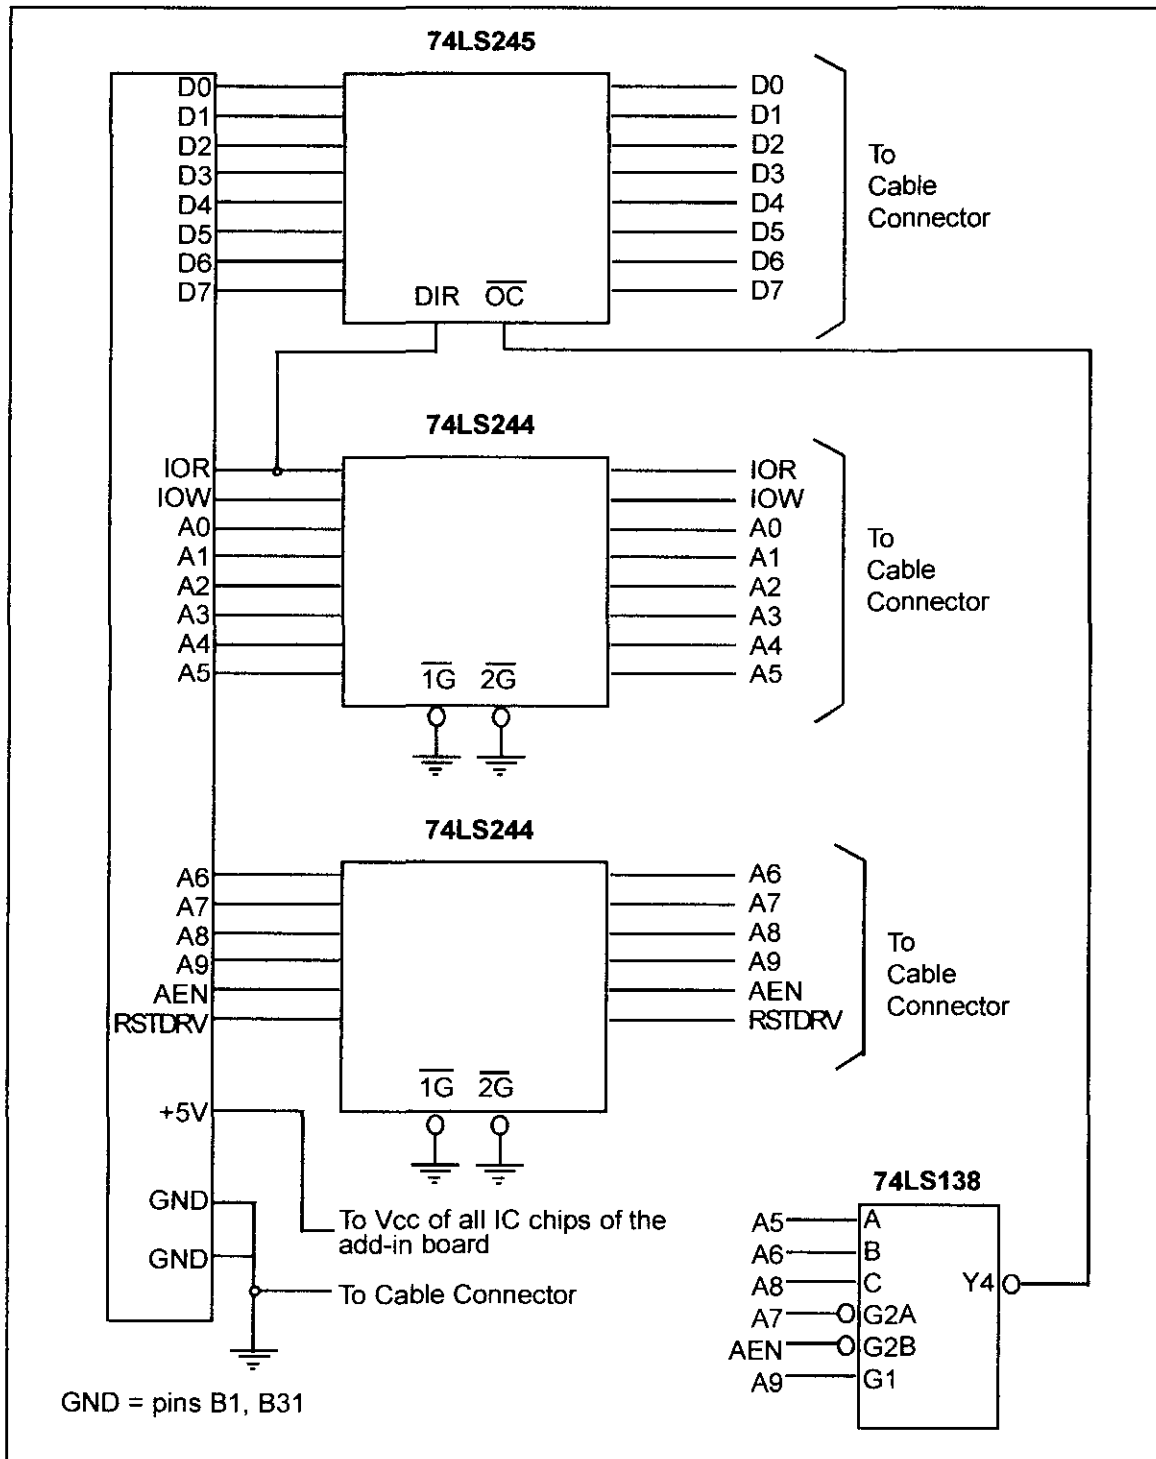 74LS245
D0 D0
D1 D1
D2 D2
D3 D3
D4 D4
D5 D5
D6 D6
D7 D7
DIR OC
To
Cable
Connector
74LS244
IOR IOR
IOW IOW
A0 A0
A1 A1
A2 A2
A3 A3
A4 A4
A5 A5
1G 2G
To
Cable
Connector
74LS244
A6 A6
A7 A7
A8 A8
A9 A9
AEN AEN
RSTDRV RSTDRV
1G 2G
To
Cable
Connector
+5V
GND
GND
To Vcc of all IC chips of the
add-in board
To Cable Connector
GND = pins B1, B31
74LS138
A5 A
A6 B
A8 C Y4
A7 G2A
AEN G2B
A9 G1